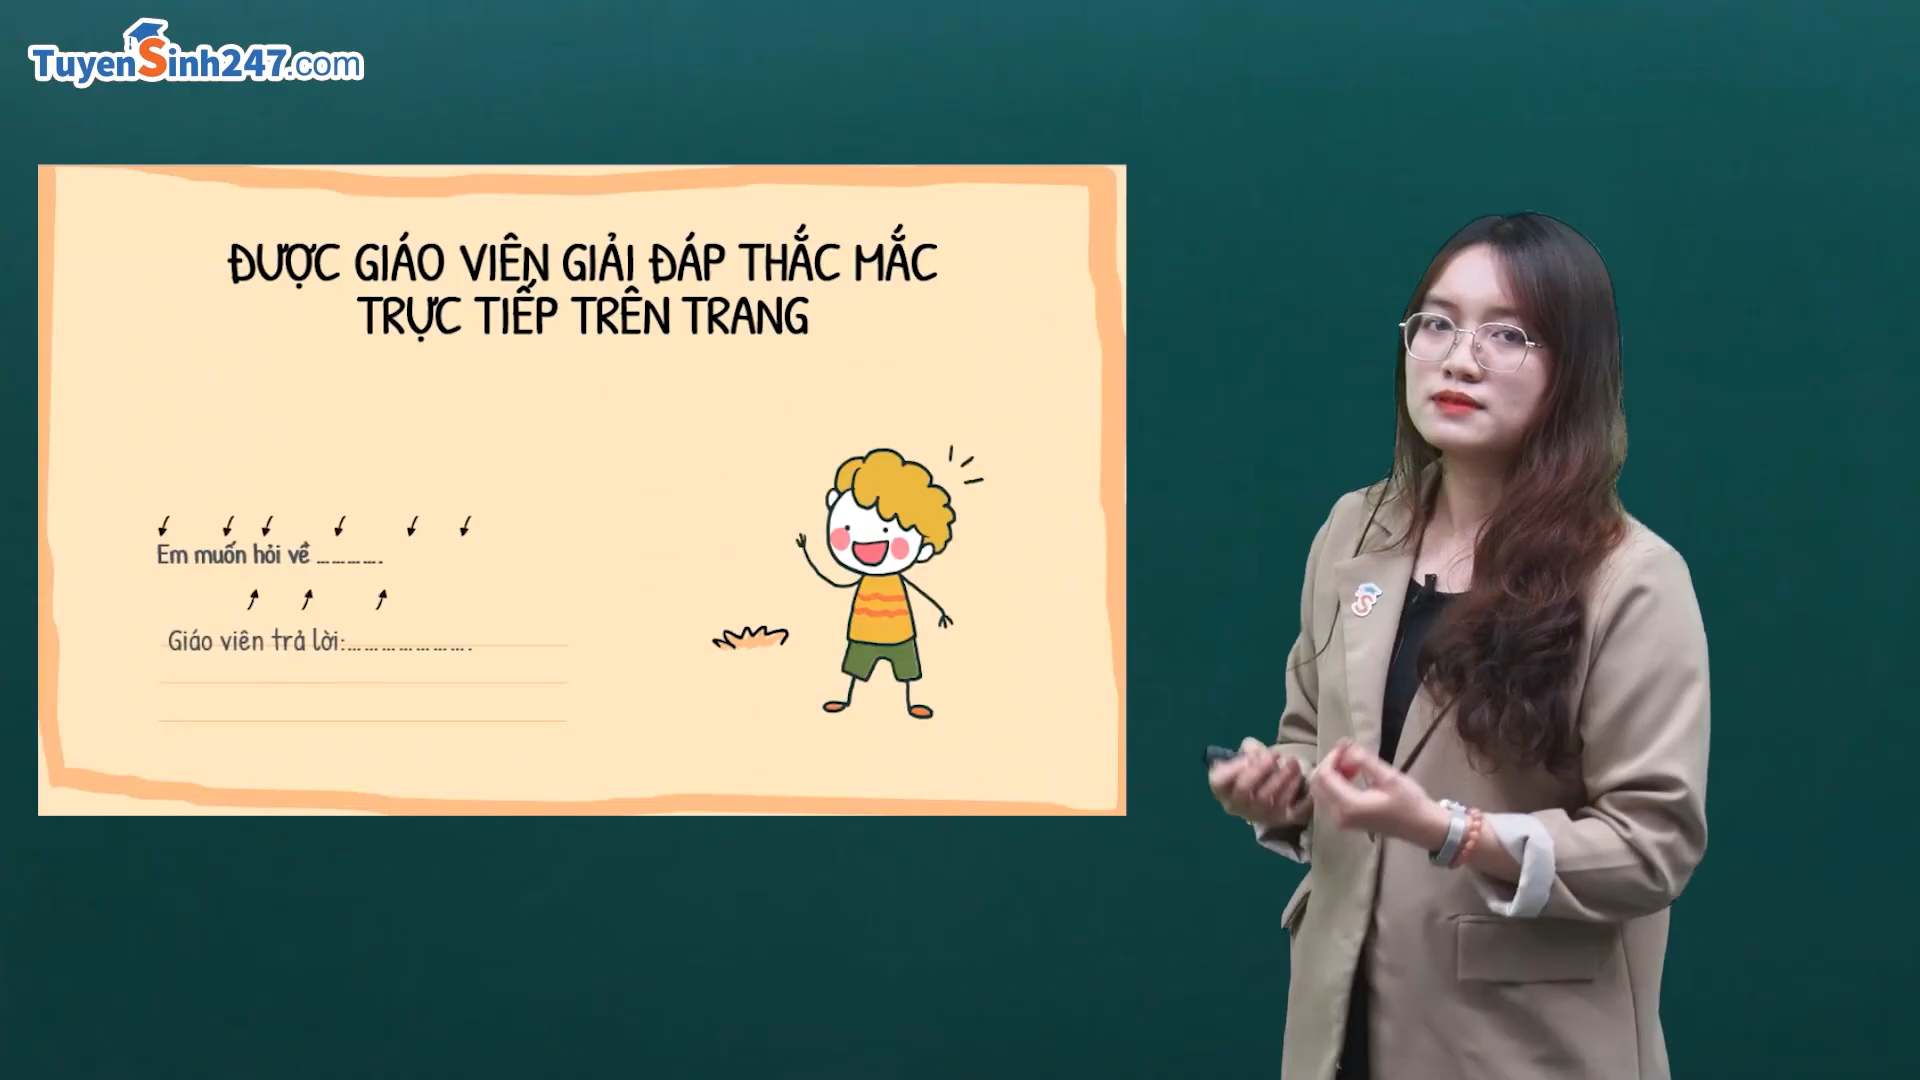 TuyenSinh247.com
ĐƯỢC GIÁO VIÊN GIẢI ĐÁP THẮC MẮC
TRỰC TIẾP TRÊN TRANG
Em muốn hỏi về ............
Giáo viên trả lời:.....................